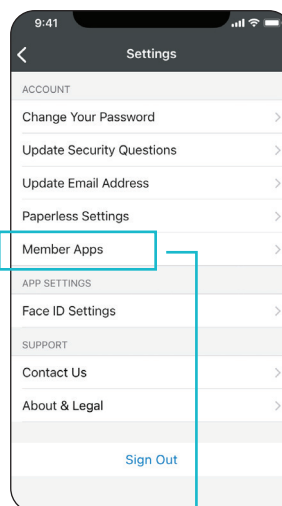 9:41
Settings
ACCOUNT
Change Your Password
Update Security Questions
Update Email Address
Paperless Settings
Member Apps
APP SETTINGS
Face ID Settings
SUPPORT
Contact Us
About & Legal
Sign Out